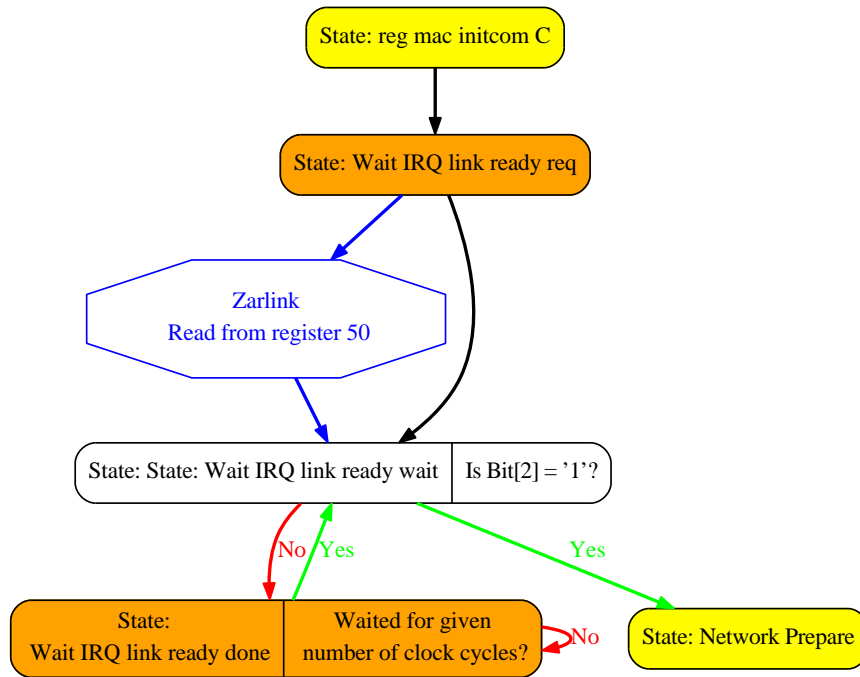 State: reg mac initcom C
State: Wait IRQ link ready req
Zarlink
Read from register 50
State: State: Wait IRQ link ready wait
Is Bit[2] = ’1’?
No
Yes
Yes
State:
Wait IRQ link ready done
Waited for given
number of clock cycles?
No
State: Network Prepare